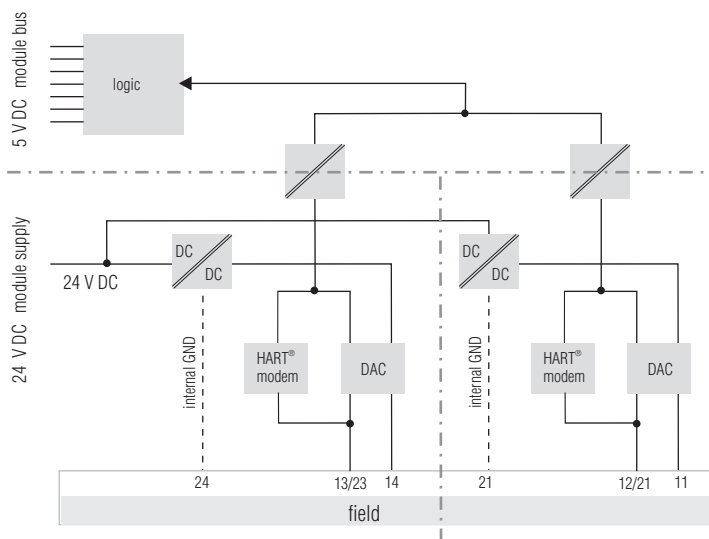 5 V DC module bus
logic
24 V DC module supply
24 V DC
DC
DC
DC
DC
internal GND
HART®
modem
DAC
internal GND
HART®
modem
DAC
24
13/23
14
21
12/21
11
field